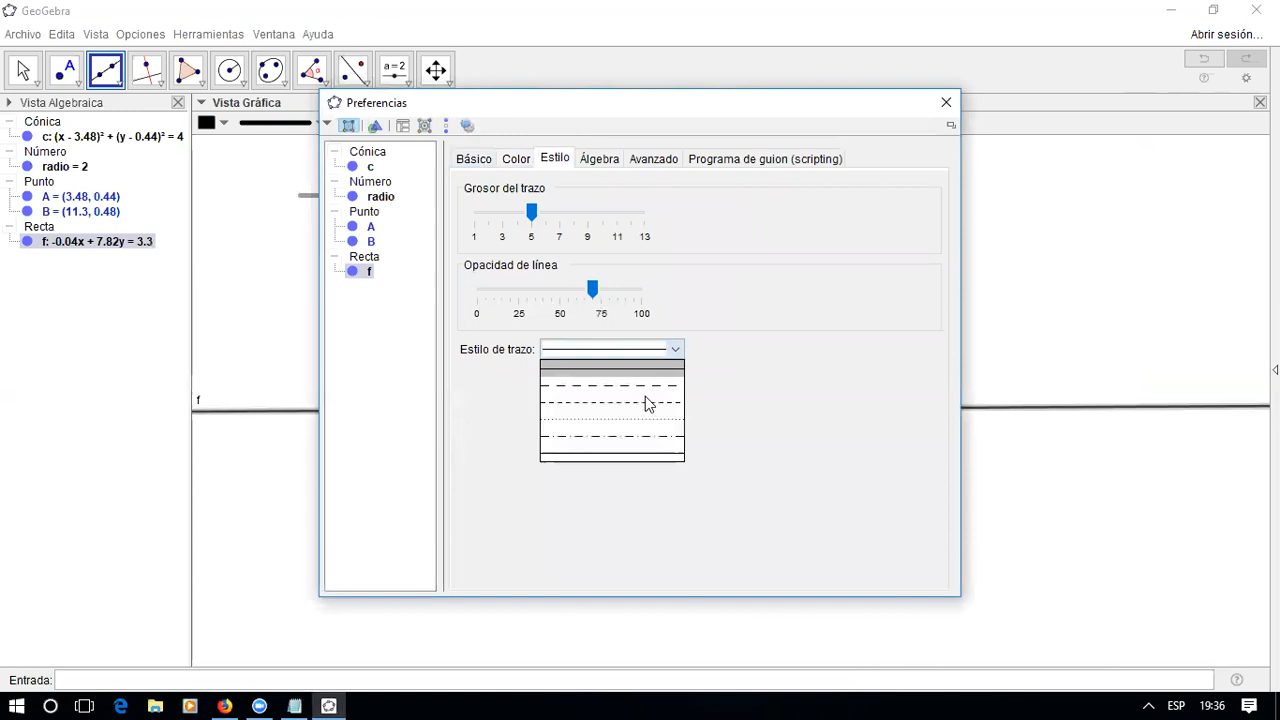 GeoGebra
Archivo Edita Vista Opciones Herramientas Ventana Ayuda
Abrir sesión...
A
a=2
Vista Algebraica
Vista Gráfica
Cónica
c: (x - 3.48)² + (y - 0.44)² = 4
Número
radio = 2
Punto
A = (3.48, 0.44)
B = (11.3, 0.48)
Recta
f: -0.04x + 7.82y = 3.3
f
Preferencias
Cónica
c
Número
radio
Punto
A
B
Recta
f
Básico Color Estilo Álgebra Avanzado Programa de guion (scripting)
Grosor del trazo
1 3 5 7 9 11 13
Opacidad de línea
0 25 50 75 100
Estilo de trazo:
Entrada:
ESP 19:36